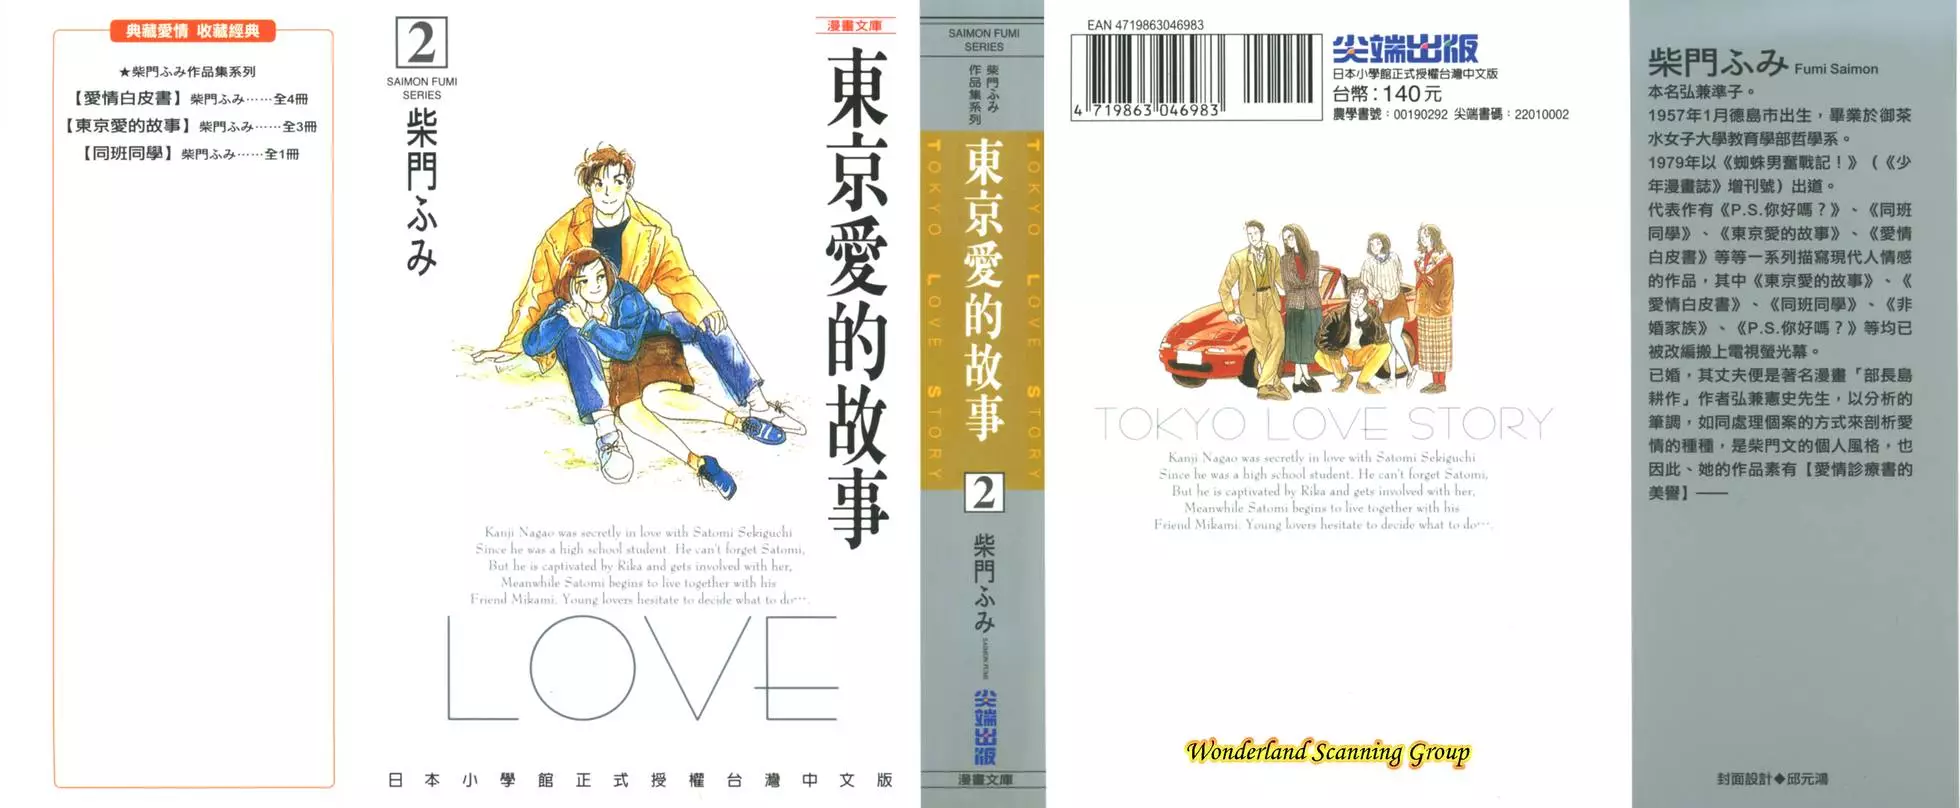 典藏愛情 收藏經典
★柴門ふみ作品集系列
【愛情白皮書】柴門ふみ……全4冊
【東京愛的故事】柴門ふみ……全3冊
【同班同學】柴門ふみ……全1冊
2
SAIMON FUMI
SERIES
柴門ふみ
漫畫文庫
東京愛的故事
Kanji Nagao was secretly in love with Satomi Sekiguchi
Since he was a high school student. He can't forget Satomi,
But he is captivated by Rika and gets involved with her,
Meanwhile Satomi begins to live together with his
Friend Mikami. Young lovers hesitate to decide what to do….
LOVE
日本小學館正式授權台灣中文版
SAIMON FUMI
SERIES
柴門ふみ
作品集系列
TOKYO LOVE STORY
東京愛的故事
TOKYO LOVE STORY
2
柴門ふみ
SAIMON FUMI
尖端出版
漫畫文庫
EAN 4719863046983
4 719863 046983
尖端出版
日本小學館正式授權台灣中文版
台幣：140元
農學書號：00190292 尖端書碼：22010002
TOKYO LOVE STORY
Kanji Nagao was secretly in love with Satomi Sekiguchi
Since he was a high school student. He can't forget Satomi,
But he is captivated by Rika and gets involved with her,
Meanwhile Satomi begins to live together with his
Friend Mikami. Young lovers hesitate to decide what to do….
Wonderland Scanning Group
柴門ふみ Fumi Saimon
本名弘兼準子。
1957年1月德島市出生，畢業於御茶
水女子大學教育學部哲學系。
1979年以《蜘蛛男奮戰記！》（《少
年漫畫誌》增刊號）出道。
代表作有《P.S.你好嗎？》、《同班
同學》、《東京愛的故事》、《愛情
白皮書》等等一系列描寫現代人情感
的作品，其中《東京愛的故事》、《
愛情白皮書》、《同班同學》、《非
婚家族》、《P.S.你好嗎？》等均已
被改編搬上電視螢光幕。
已婚，其丈夫便是著名漫畫「部長島
耕作」作者弘兼憲史先生，以分析的
筆調，如同處理個案的方式來剖析愛
情的種種，是柴門文的個人風格，也
因此、她的作品素有【愛情診療書的
美譽】——
封面設計◆邱元鴻